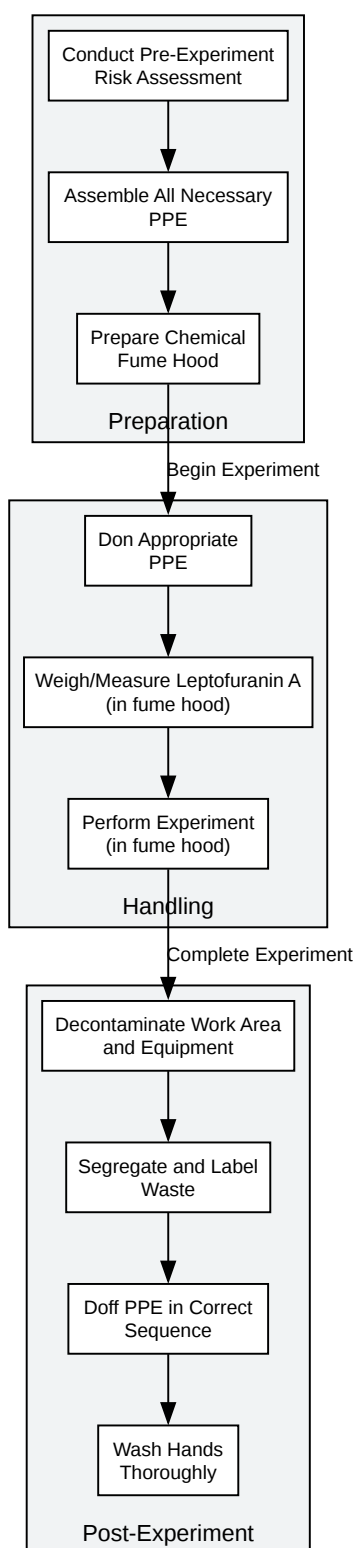 Conduct Pre-Experiment
Risk Assessment
Assemble All Necessary
PPE
Prepare Chemical
Fume Hood
Preparation
Begin Experiment
Don Appropriate
PPE
Weigh/Measure Leptofuranin A
(in fume hood)
Perform Experiment
(in fume hood)
Handling
Complete Experiment
Decontaminate Work Area
and Equipment
Segregate and Label
Waste
Doff PPE in Correct
Sequence
Wash Hands
Thoroughly
Post-Experiment